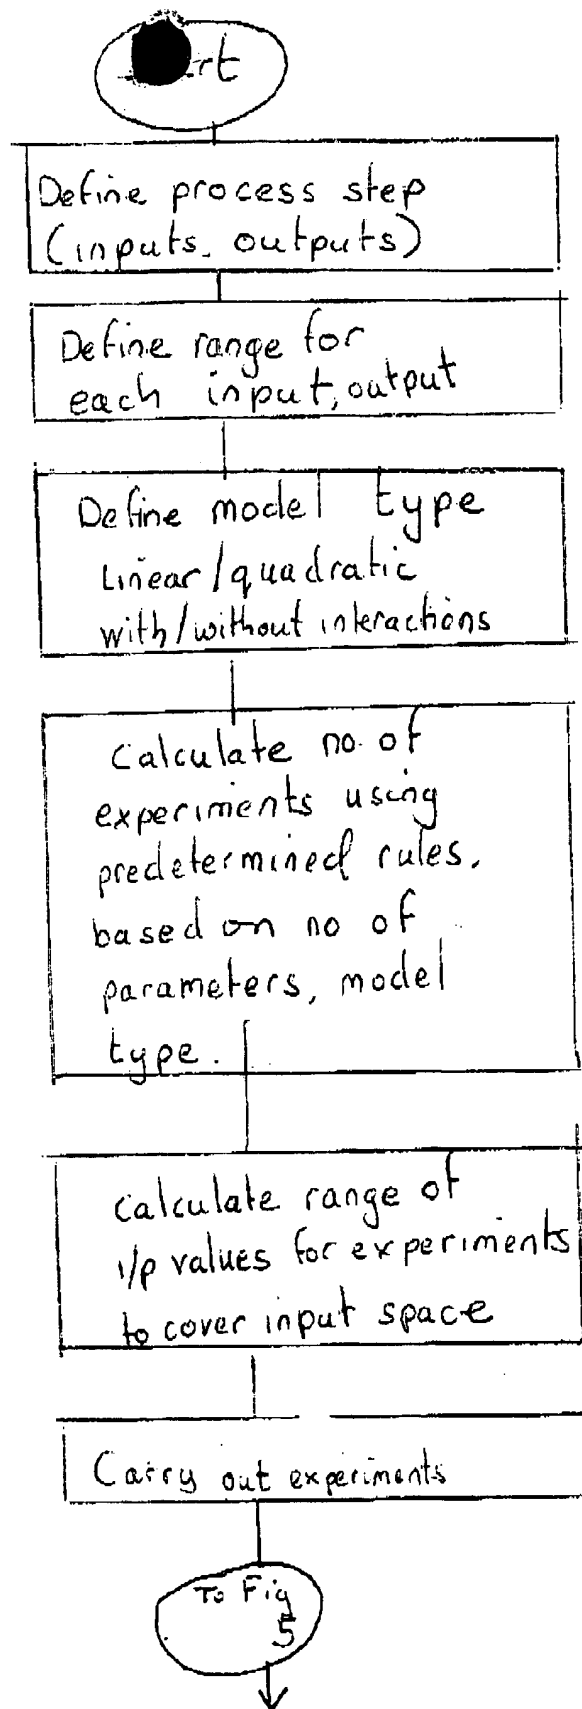 Define process step
(inputs, outputs)
Define range for
each input, output
Define model type
Linear/quadratic
with/without interactions
Calculate no. of
experiments using
predetermined rules,
based on no of
parameters, model
type.
Calculate range of
i/p values for experiments
to cover input space
Carry out experiments
To Fig
5